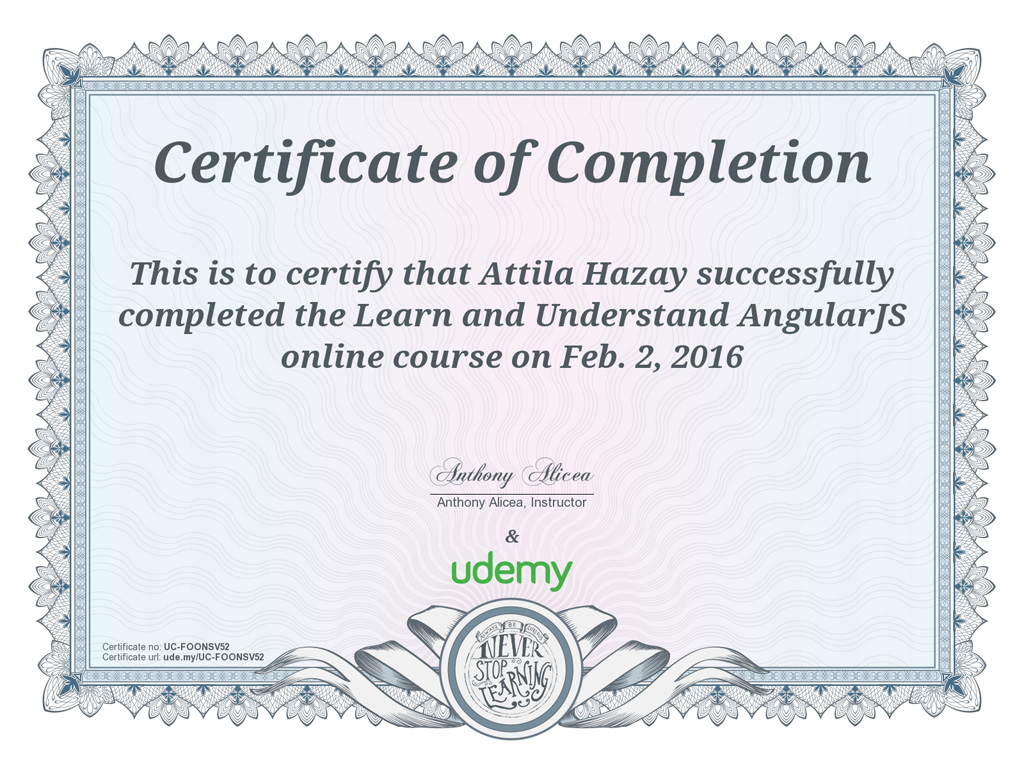 Certificate of Completion
This is to certify that Attila Hazay successfully
completed the Learn and Understand AngularJS
online course on Feb. 2, 2016
Anthony Alicea
Anthony Alicea, Instructor
&
udemy
Certificate no: UC-FOONSV52
Certificate url: ude.my/UC-FOONSV52
NEVER
STOP
LEARNING